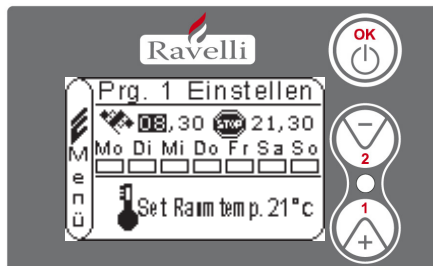 Ravelli
OK
Prg. 1 Einstellen
08,30 STOP 21,30
Mo Di Mi Do Fr Sa So
Set Raumtemp. 21°c
Menü
2
1